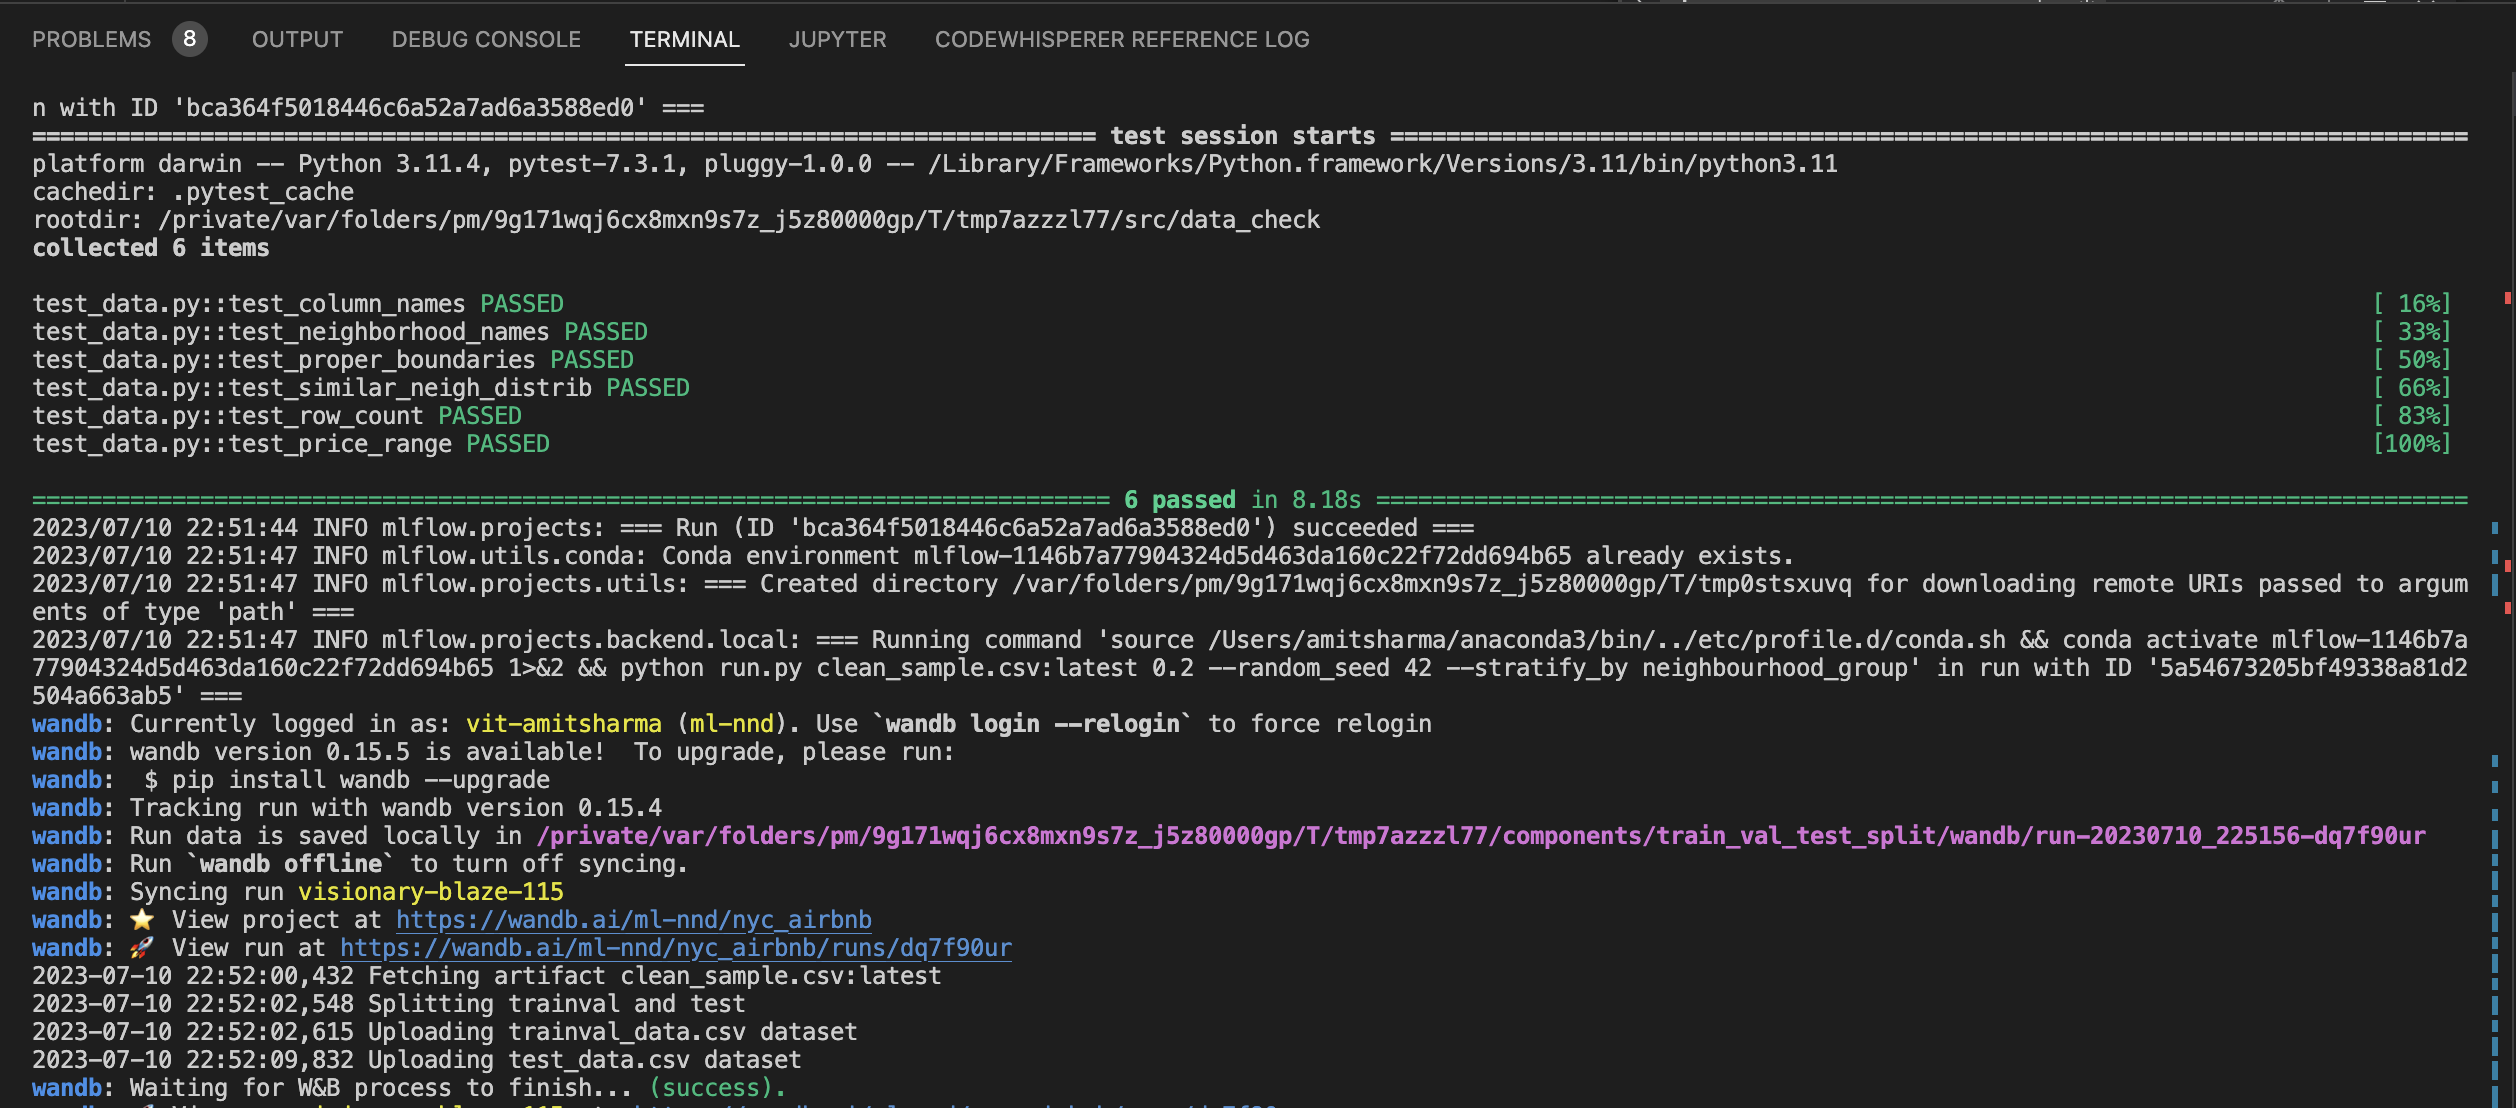 PROBLEMS 8 OUTPUT DEBUG CONSOLE TERMINAL JUPYTER CODEWHISPERER REFERENCE LOG
n with ID 'bca364f5018446c6a52a7ad6a3588ed0' ===
============================================================================ test session starts =============================================================================
platform darwin -- Python 3.11.4, pytest-7.3.1, pluggy-1.0.0 -- /Library/Frameworks/Python.framework/Versions/3.11/bin/python3.11
cachedir: .pytest_cache
rootdir: /private/var/folders/pm/9g171wqj6cx8mxn9s7z_j5z80000gp/T/tmp7azzzl77/src/data_check
collected 6 items
test_data.py::test_column_names PASSED [ 16%]
test_data.py::test_neighborhood_names PASSED [ 33%]
test_data.py::test_proper_boundaries PASSED [ 50%]
test_data.py::test_similar_neigh_distrib PASSED [ 66%]
test_data.py::test_row_count PASSED [ 83%]
test_data.py::test_price_range PASSED [100%]
============================================================================= 6 passed in 8.18s ==============================================================================
2023/07/10 22:51:44 INFO mlflow.projects: === Run (ID 'bca364f5018446c6a52a7ad6a3588ed0') succeeded ===
2023/07/10 22:51:47 INFO mlflow.utils.conda: Conda environment mlflow-1146b7a77904324d5d463da160c22f72dd694b65 already exists.
2023/07/10 22:51:47 INFO mlflow.projects.utils: === Created directory /var/folders/pm/9g171wqj6cx8mxn9s7z_j5z80000gp/T/tmp0stsxuvq for downloading remote URIs passed to argum
ents of type 'path' ===
2023/07/10 22:51:47 INFO mlflow.projects.backend.local: === Running command 'source /Users/amitsharma/anaconda3/bin/../etc/profile.d/conda.sh && conda activate mlflow-1146b7a
77904324d5d463da160c22f72dd694b65 1>&2 && python run.py clean_sample.csv:latest 0.2 --random_seed 42 --stratify_by neighbourhood_group' in run with ID '5a54673205bf49338a81d2
504a663ab5' ===
wandb: Currently logged in as: vit-amitsharma (ml-nnd). Use `wandb login --relogin` to force relogin
wandb: wandb version 0.15.5 is available!  To upgrade, please run:
wandb:  $ pip install wandb --upgrade
wandb: Tracking run with wandb version 0.15.4
wandb: Run data is saved locally in /private/var/folders/pm/9g171wqj6cx8mxn9s7z_j5z80000gp/T/tmp7azzzl77/components/train_val_test_split/wandb/run-20230710_225156-dq7f90ur
wandb: Run `wandb offline` to turn off syncing.
wandb: Syncing run visionary-blaze-115
wandb: ⭐ View project at https://wandb.ai/ml-nnd/nyc_airbnb
wandb: 🚀 View run at https://wandb.ai/ml-nnd/nyc_airbnb/runs/dq7f90ur
2023-07-10 22:52:00,432 Fetching artifact clean_sample.csv:latest
2023-07-10 22:52:02,548 Splitting trainval and test
2023-07-10 22:52:02,615 Uploading trainval_data.csv dataset
2023-07-10 22:52:09,832 Uploading test_data.csv dataset
wandb: Waiting for W&B process to finish... (success).